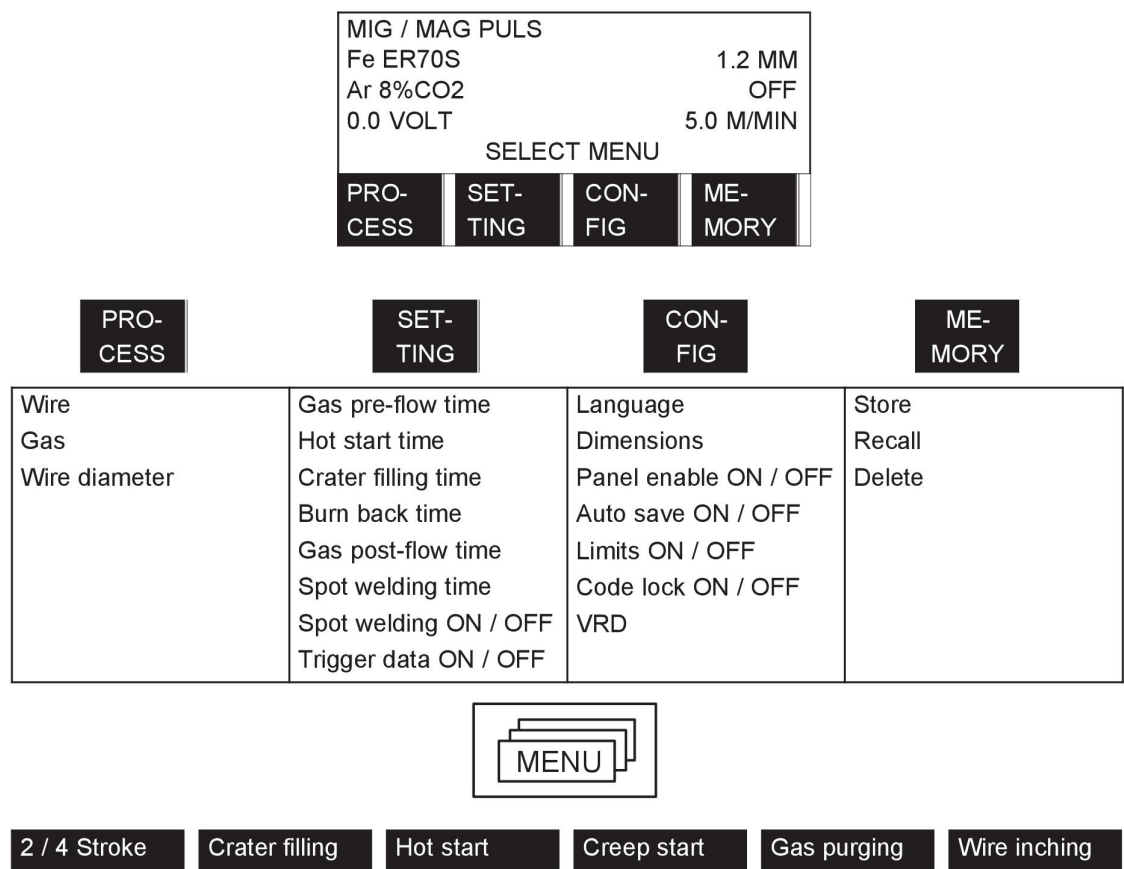 MIG / MAG PULS
Fe ER70S 1.2 MM
Ar 8%CO2 OFF
0.0 VOLT 5.0 M/MIN
SELECT MENU
PRO- SET- CON- ME-
CESS TING FIG MORY
PRO- SET- CON- ME-
CESS TING FIG MORY
Wire Gas pre-flow time Language Store
Gas Hot start time Dimensions Recall
Wire diameter Crater filling time Panel enable ON / OFF Delete
Burn back time Auto save ON / OFF
Gas post-flow time Limits ON / OFF
Spot welding time Code lock ON / OFF
Spot welding ON / OFF VRD
Trigger data ON / OFF
MENU
2 / 4 Stroke Crater filling Hot start Creep start Gas purging Wire inching